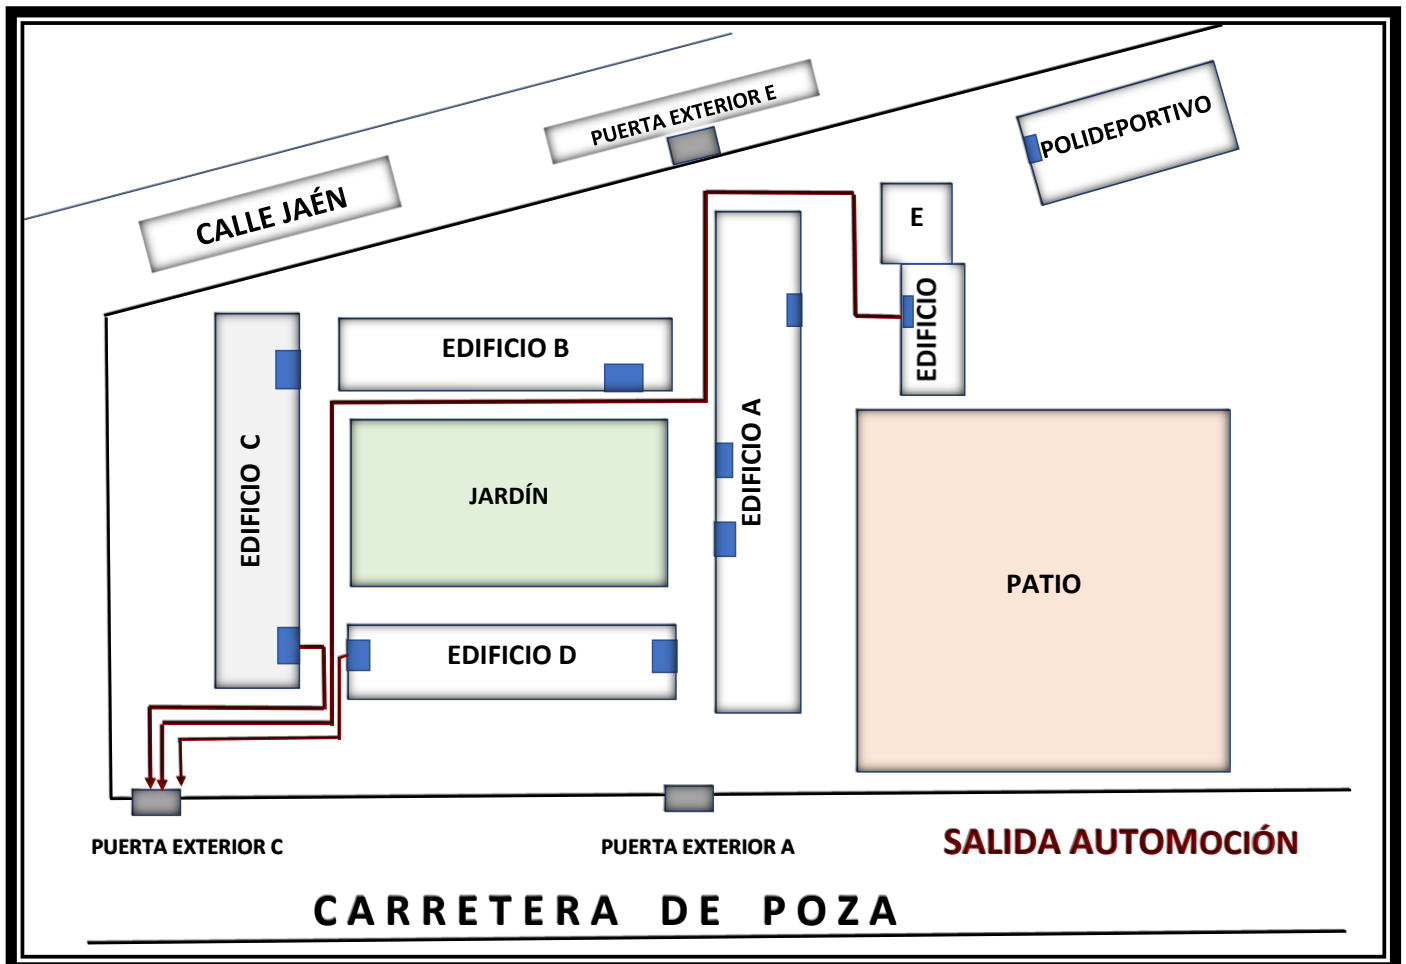 PUERTA EXTERIOR E
POLIDEPORTIVO
CALLE JAÉN
E
EDIFICIO
EDIFICIO B
EDIFICIO C
EDIFICIO A
JARDÍN
PATIO
EDIFICIO D
PUERTA EXTERIOR C
PUERTA EXTERIOR A
SALIDA AUTOMOCIÓN
CARRETERA DE POZA